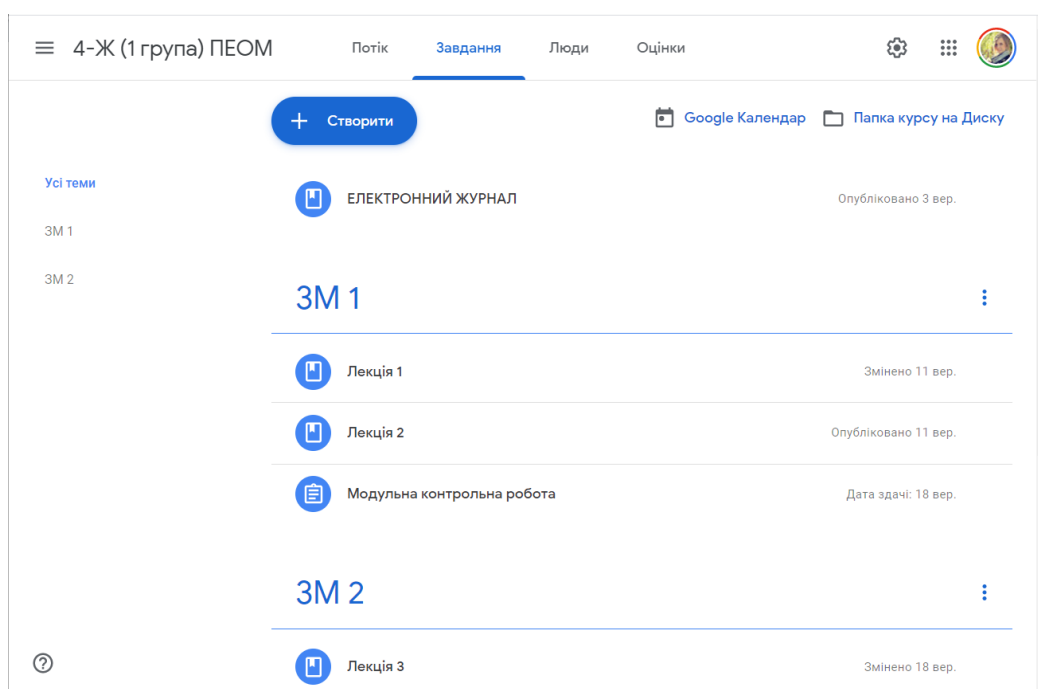 4-Ж (1 група) ПЕОМ Потік Завдання Люди Оцінки
Створити Google Календар Папка курсу на Диску
Усі теми
ЗМ 1
ЗМ 2
ЕЛЕКТРОННИЙ ЖУРНАЛ Опубліковано 3 вер.
ЗМ 1
Лекція 1 Змінено 11 вер.
Лекція 2 Опубліковано 11 вер.
Модульна контрольна робота Дата здачі: 18 вер.
ЗМ 2
Лекція 3 Змінено 18 вер.